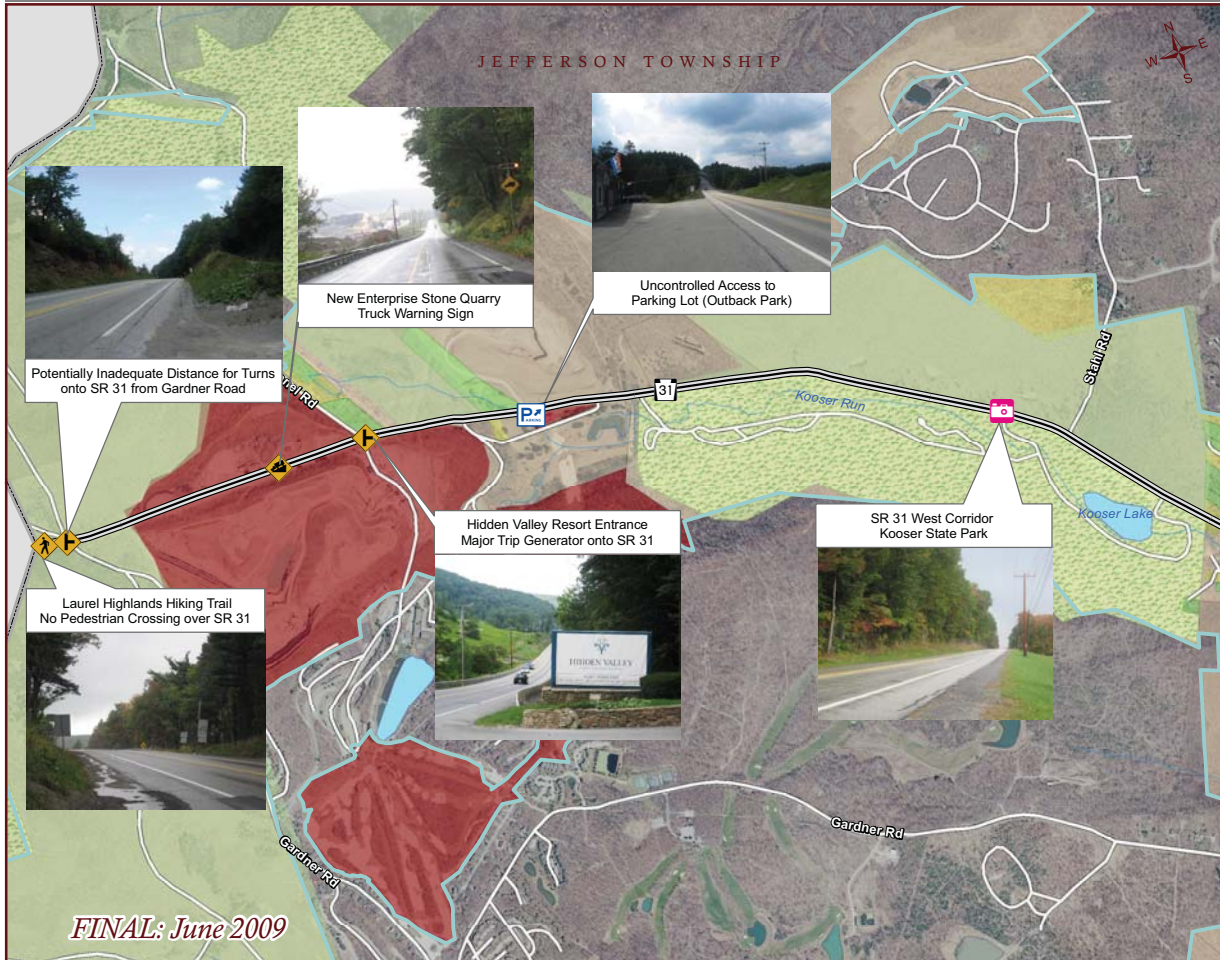 JEFFERSON TOWNSHIP
N
W
E
S
New Enterprise Stone Quarry
Truck Warning Sign
Uncontrolled Access to
Parking Lot (Outback Park)
Potentially Inadequate Distance for Turns
onto SR 31 from Gardner Road
nel Rd
P
31
Kooser Run
Stahl Rd
Kooser Lake
Hidden Valley Resort Entrance
Major Trip Generator onto SR 31
HIDDEN VALLEY
SR 31 West Corridor
Kooser State Park
Laurel Highlands Hiking Trail
No Pedestrian Crossing over SR 31
Gardner Rd
Gardner Rd
FINAL: June 2009